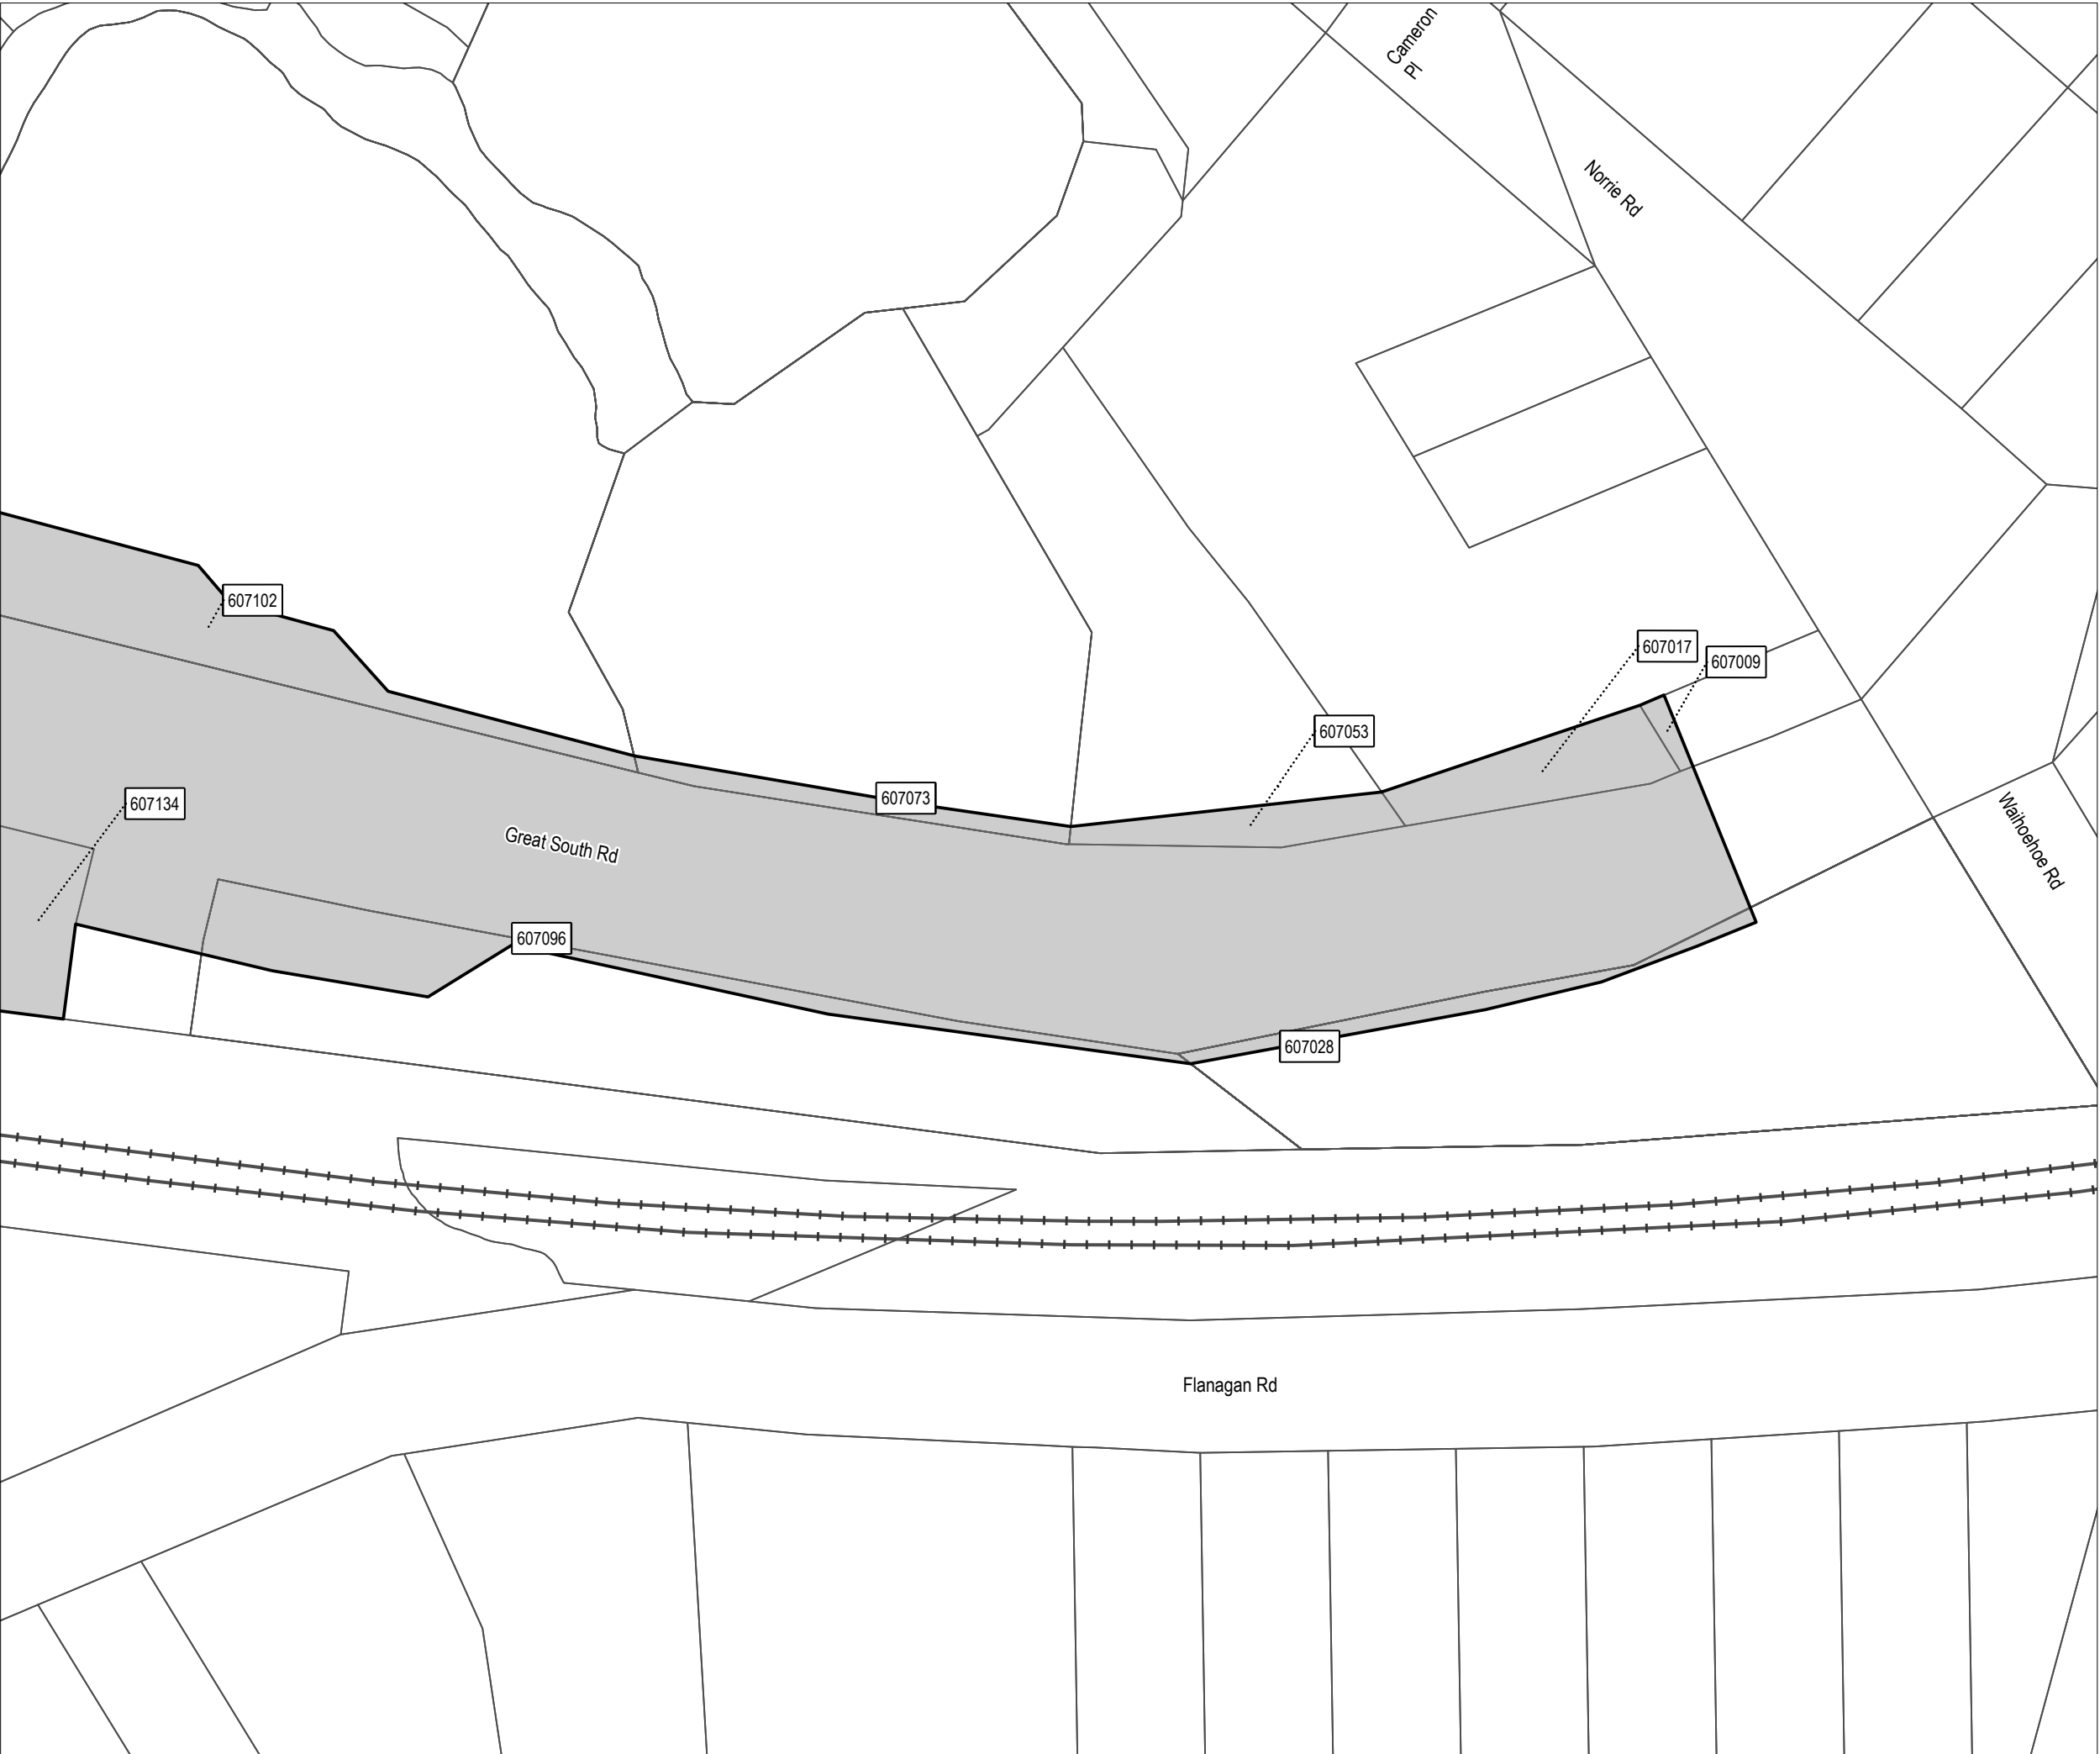 Cameron
Pl
Norrie Rd
607102
607017
607009
607053
607073
607134
Great South Rd
Waihoehoe Rd
607096
607028
Flanagan Rd